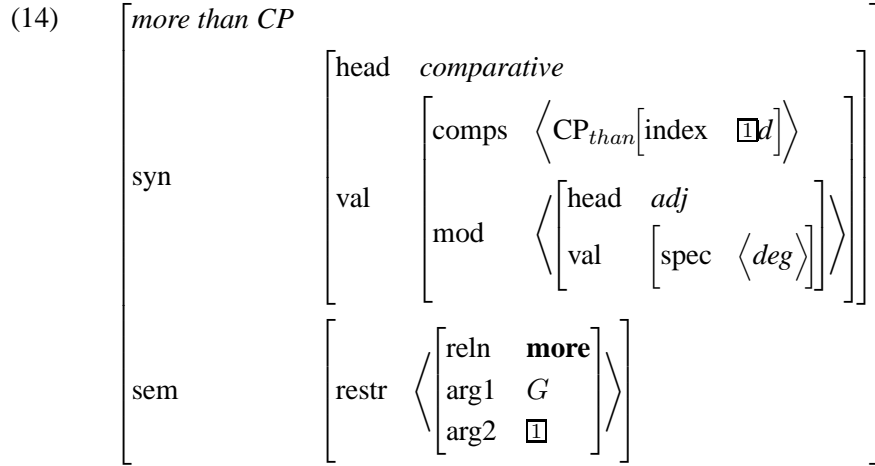 (14) more than CP
head comparative
comps ⟨CP_than[index 1 d]⟩
syn
val
head adj
mod
val [spec ⟨deg⟩]
reln more
sem restr arg1 G
arg2 1